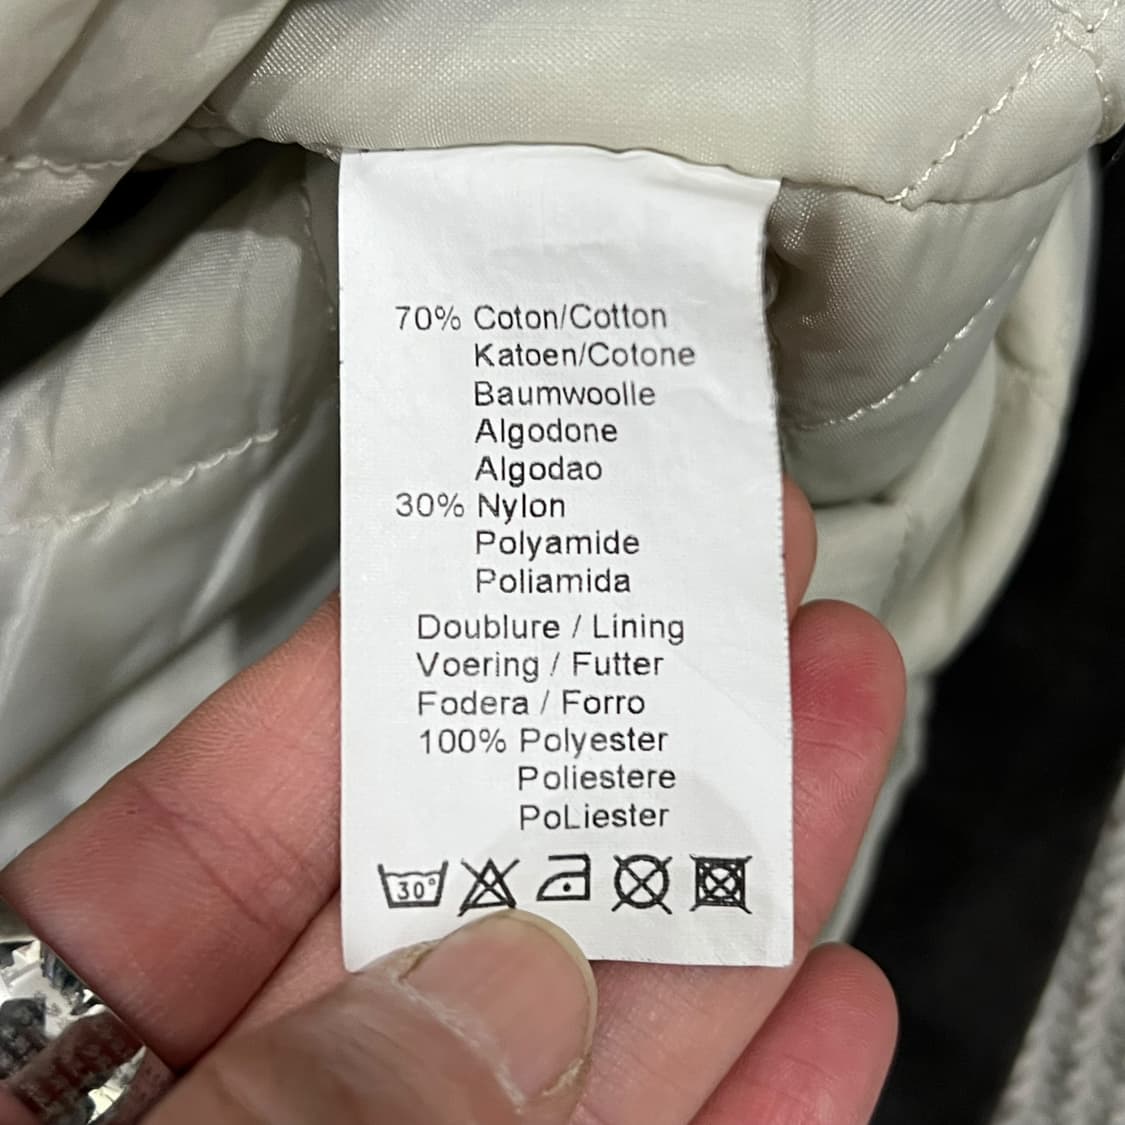 70% Coton/Cotton
Katoen/Cotone
Baumwoolle
Algodone
Algodao
30% Nylon
Polyamide
Poliamida
Doublure / Lining
Voering / Futter
Fodera / Forro
100% Polyester
Poliestere
PoLiester
30°